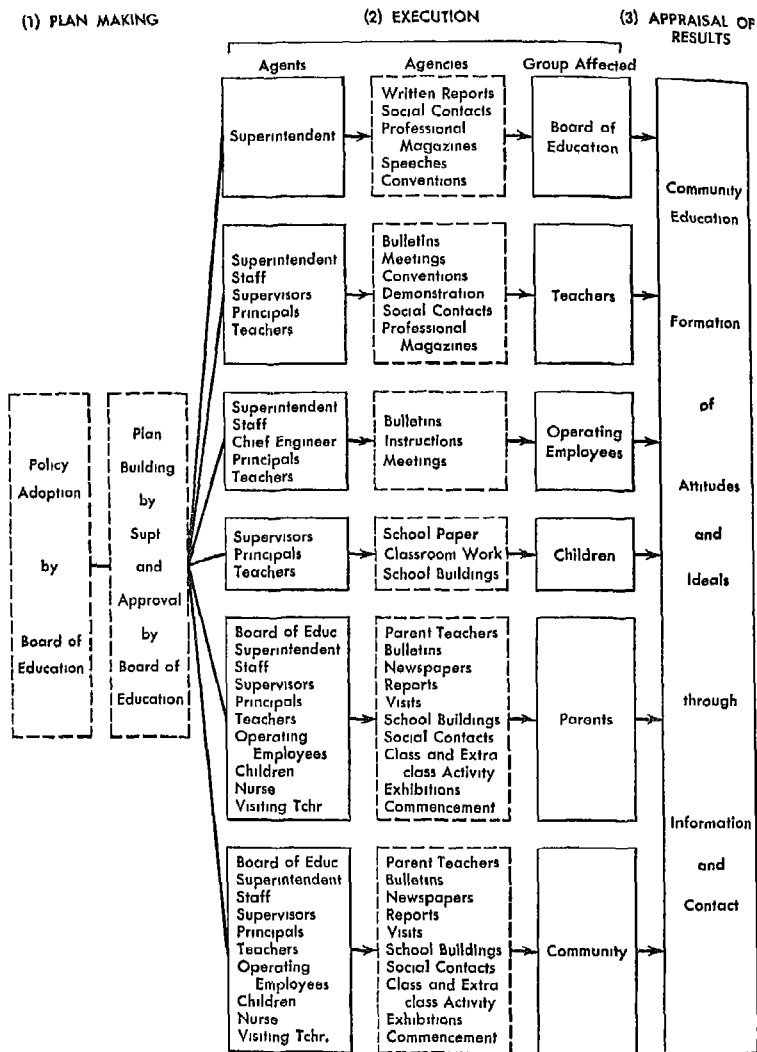 (1) PLAN MAKING
(2) EXECUTION
(3) APPRAISAL OF
RESULTS
Agents
Agencies
Group Affected
Policy
Adoption
by
Board of
Education
Plan
Building
by
Supt
and
Approval
by
Board of
Education
Superintendent
Written Reports
Social Contacts
Professional
Magazines
Speeches
Conventions
Board of
Education
Superintendent
Staff
Supervisors
Principals
Teachers
Bulletins
Meetings
Conventions
Demonstration
Social Contacts
Professional
Magazines
Teachers
Superintendent
Staff
Chief Engineer
Principals
Teachers
Bulletins
Instructions
Meetings
Operating
Employees
Supervisors
Principals
Teachers
School Paper
Classroom Work
School Buildings
Children
Board of Educ
Superintendent
Staff
Supervisors
Principals
Teachers
Operating
Employees
Children
Nurse
Visiting Tchr
Parent Teachers
Bulletins
Newspapers
Reports
Visits
School Buildings
Social Contacts
Class and Extra
class Activity
Exhibitions
Commencement
Parents
Board of Educ
Superintendent
Staff
Supervisors
Principals
Teachers
Operating
Employees
Children
Nurse
Visiting Tchr.
Parent Teachers
Bulletins
Newspapers
Reports
Visits
School Buildings
Social Contacts
Class and Extra
class Activity
Exhibitions
Commencement
Community
Community
Education
Formation
of
Attitudes
and
Ideals
through
Information
and
Contact